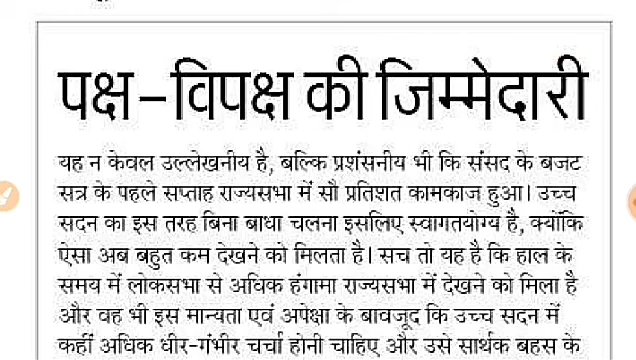 पक्ष-विपक्ष की जिम्मेदारी
यह न केवल उल्लेखनीय है, बल्कि प्रशंसनीय भी कि संसद के बजट
सत्र के पहले सप्ताह राज्यसभा में सौ प्रतिशत कामकाज हुआ। उच्च
सदन का इस तरह बिना बाधा चलना इसलिए स्वागतयोग्य है, क्योंकि
ऐसा अब बहुत कम देखने को मिलता है। सच तो यह है कि हाल के
समय में लोकसभा से अधिक हंगामा राज्यसभा में देखने को मिला है
और वह भी इस मान्यता एवं अपेक्षा के बावजूद कि उच्च सदन में
कहीं अधिक धीर-गंभीर चर्चा होनी चाहिए और उसे सार्थक बहस के